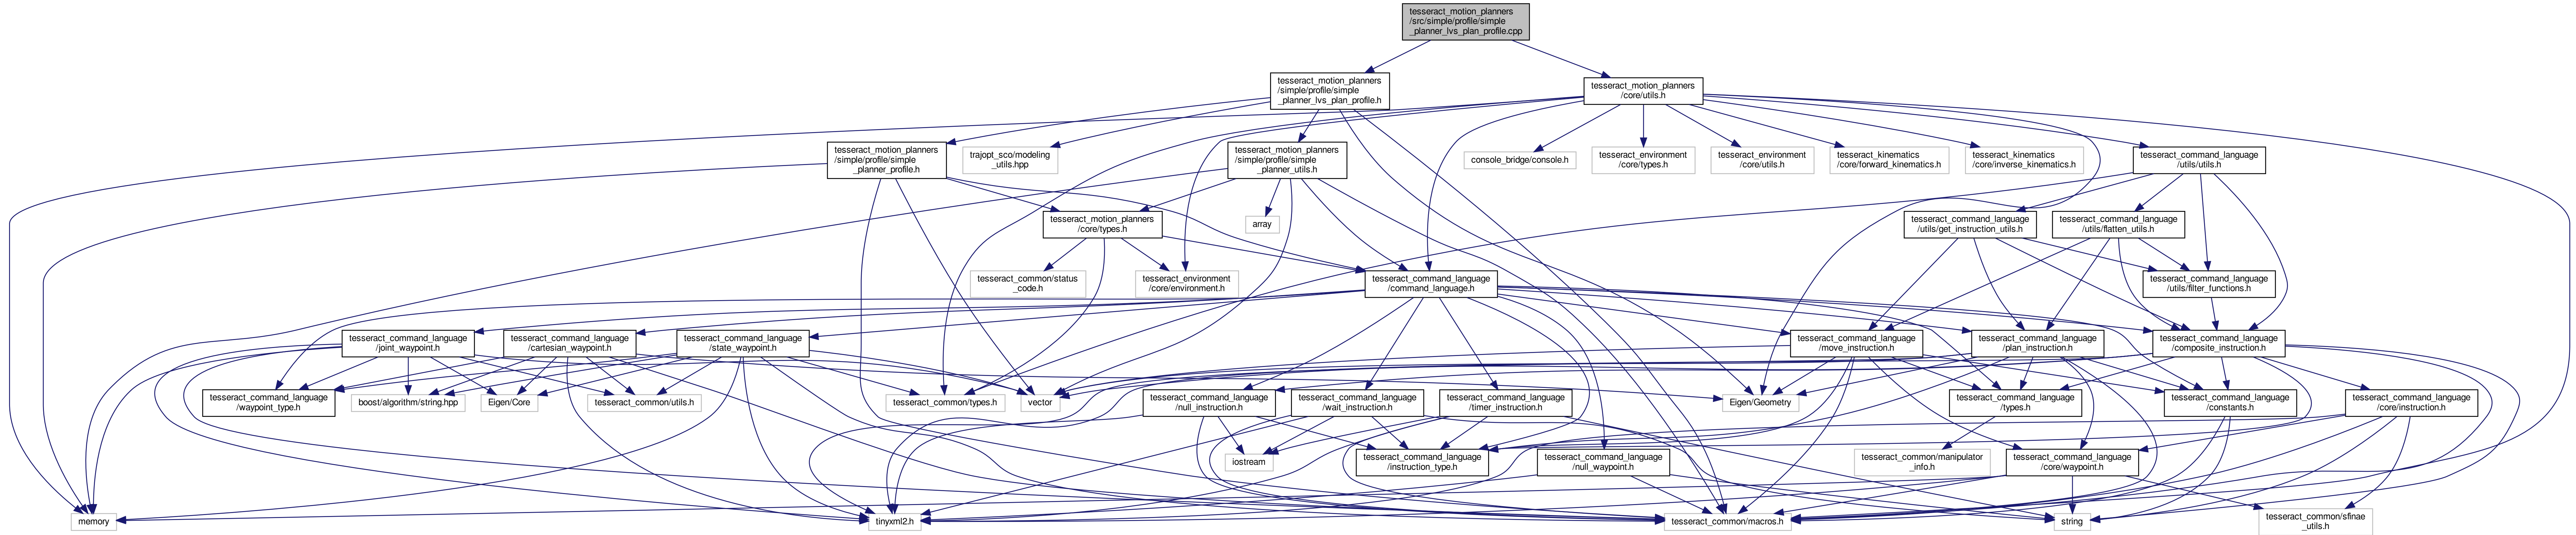 tesseract_motion_planners
/src/simple/profile/simple
_planner_lvs_plan_profile.cpp
tesseract_motion_planners
/simple/profile/simple
_planner_lvs_plan_profile.h
tesseract_motion_planners
/core/utils.h
tesseract_motion_planners
/simple/profile/simple
_planner_profile.h
trajopt_sco/modeling
_utils.hpp
tesseract_motion_planners
/simple/profile/simple
_planner_utils.h
console_bridge/console.h
tesseract_environment
/core/types.h
tesseract_environment
/core/utils.h
tesseract_kinematics
/core/forward_kinematics.h
tesseract_kinematics
/core/inverse_kinematics.h
tesseract_command_language
/utils/utils.h
tesseract_motion_planners
/core/types.h
array
tesseract_command_language
/utils/get_instruction_utils.h
tesseract_command_language
/utils/flatten_utils.h
tesseract_common/status
_code.h
tesseract_environment
/core/environment.h
tesseract_command_language
/command_language.h
tesseract_command_language
/utils/filter_functions.h
tesseract_command_language
/joint_waypoint.h
tesseract_command_language
/cartesian_waypoint.h
tesseract_command_language
/state_waypoint.h
tesseract_command_language
/move_instruction.h
tesseract_command_language
/plan_instruction.h
tesseract_command_language
/composite_instruction.h
tesseract_command_language
/waypoint_type.h
boost/algorithm/string.hpp
Eigen/Core
tesseract_common/utils.h
tesseract_common/types.h
vector
tesseract_command_language
/null_instruction.h
tesseract_command_language
/wait_instruction.h
tesseract_command_language
/timer_instruction.h
Eigen/Geometry
tesseract_command_language
/types.h
tesseract_command_language
/constants.h
tesseract_command_language
/core/instruction.h
iostream
tesseract_command_language
/instruction_type.h
tesseract_command_language
/null_waypoint.h
tesseract_common/manipulator
_info.h
tesseract_command_language
/core/waypoint.h
memory
tinyxml2.h
tesseract_common/macros.h
string
tesseract_common/sfinae
_utils.h